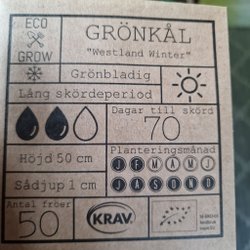 ECO
GROW
GRÖNKÅL
"Westland Winter"
Grönbladig
Lång skördeperiod
Dagar till skörd
70
Höjd 50 cm
Planteringsmånad
J F M A M J
J A S O N D
Sådjup 1 cm
Antal fröer
50
KRAV